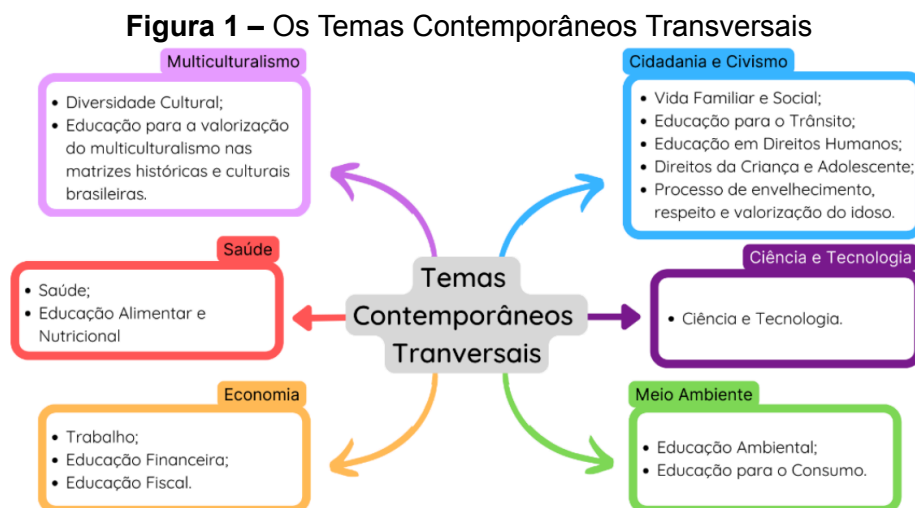 Figura 1 – Os Temas Contemporâneos Transversais
Multiculturalismo
• Diversidade Cultural;
• Educação para a valorização
do multiculturalismo nas
matrizes históricas e culturais
brasileiras.
Cidadania e Civismo
• Vida Familiar e Social;
• Educação para o Trânsito;
• Educação em Direitos Humanos;
• Direitos da Criança e Adolescente;
• Processo de envelhecimento,
respeito e valorização do idoso.
Saúde
• Saúde;
• Educação Alimentar e
Nutricional
Temas
Contemporâneos
Tranversais
Ciência e Tecnologia
• Ciência e Tecnologia.
Economia
• Trabalho;
• Educação Financeira;
• Educação Fiscal.
Meio Ambiente
• Educação Ambiental;
• Educação para o Consumo.